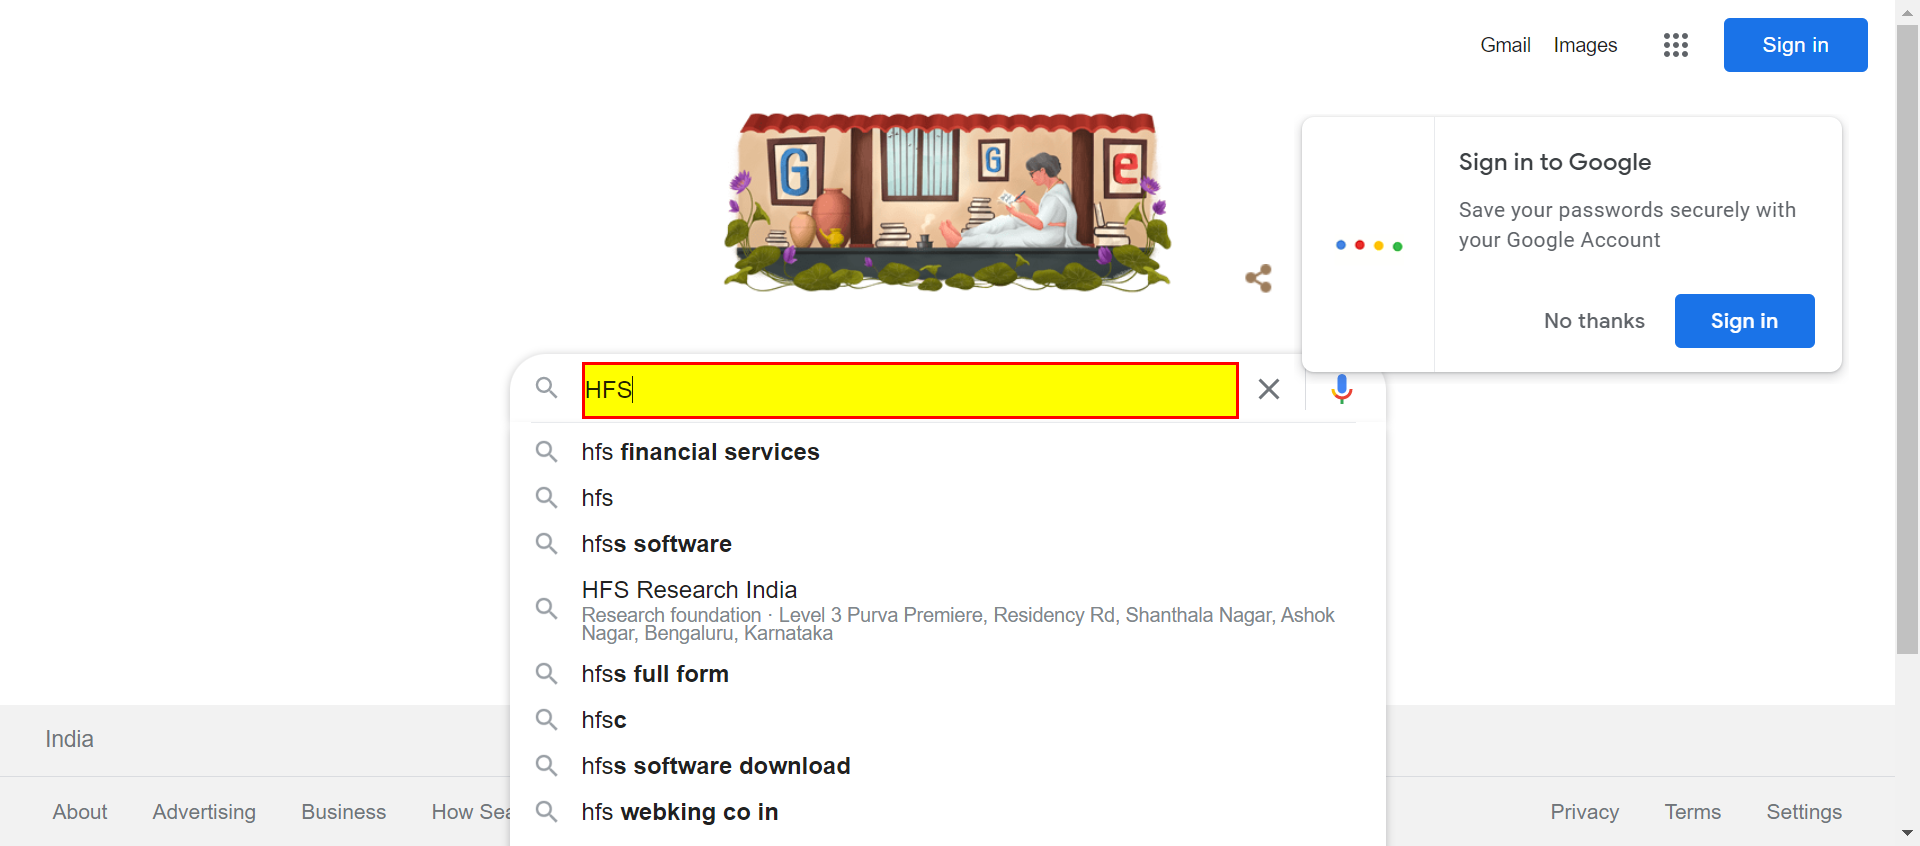 Gmail Images Sign in
G G e
Sign in to Google
Save your passwords securely with
your Google Account
No thanks Sign in
HFS
hfs financial services
hfs
hfss software
HFS Research India
Research foundation · Level 3 Purva Premiere, Residency Rd, Shanthala Nagar, Ashok
Nagar, Bengaluru, Karnataka
hfss full form
hfsc
hfss software download
hfs webking co in
India
About Advertising Business How Sea
Privacy Terms Settings